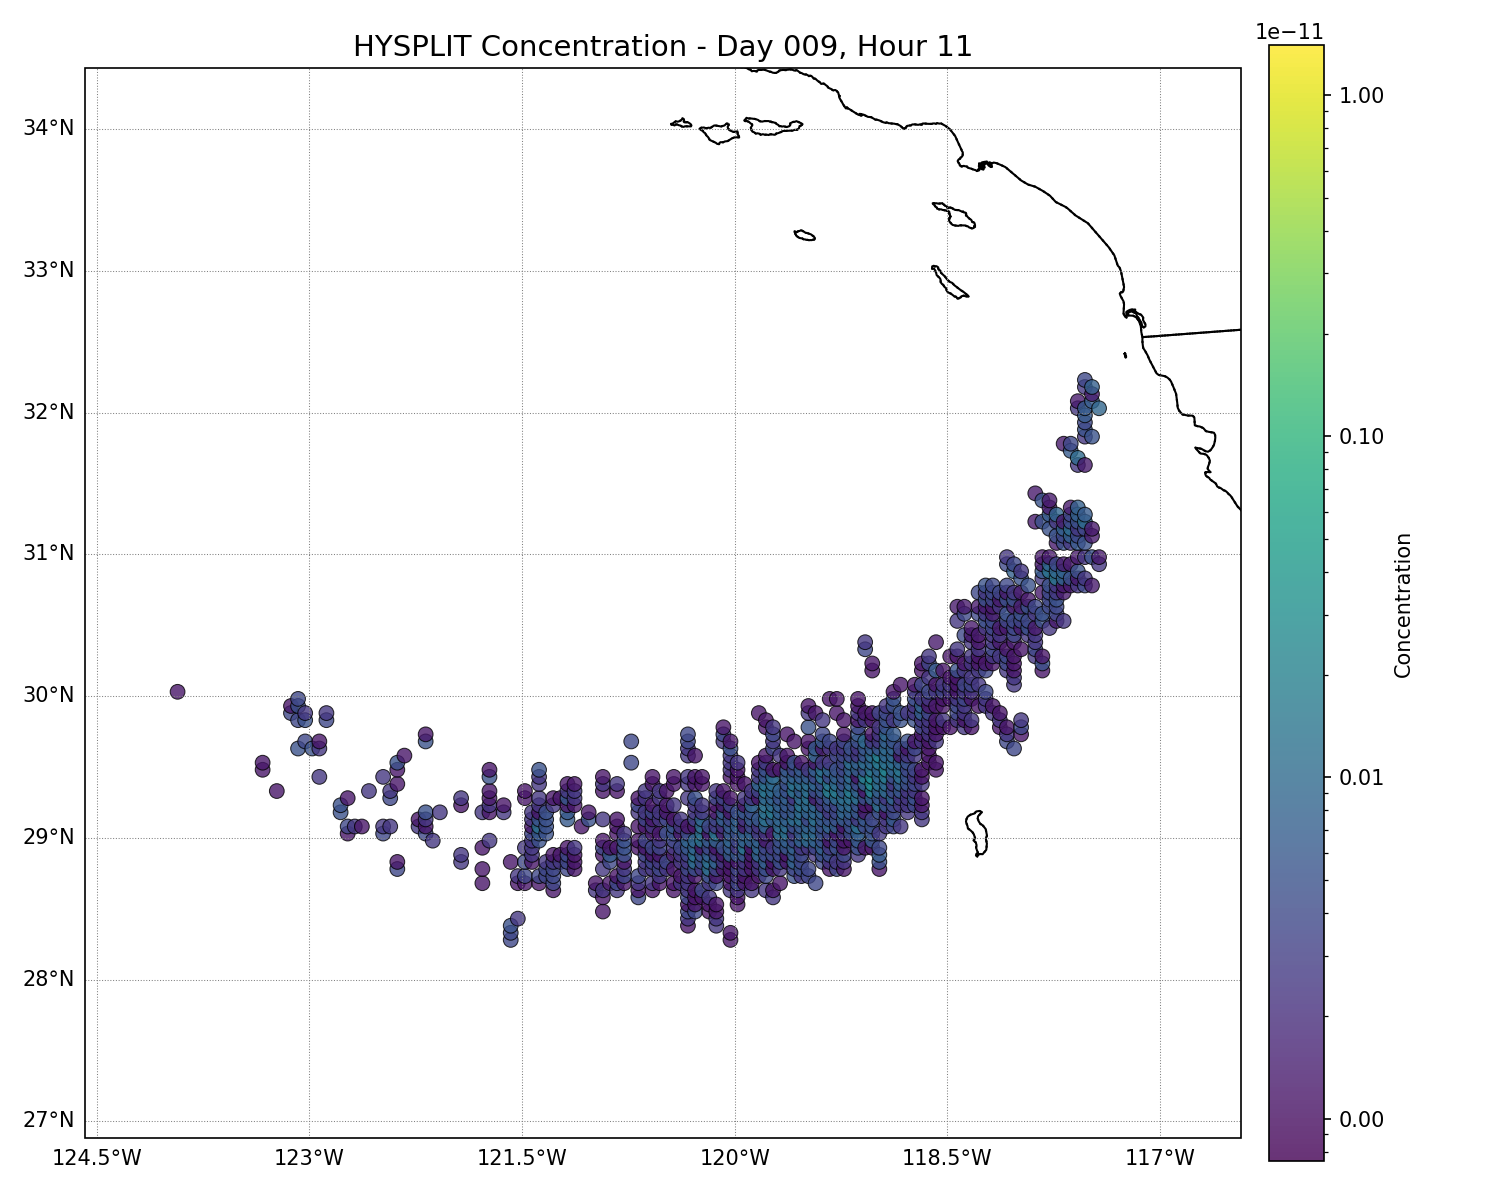 HYSPLIT Concentration - Day 009, Hour 11
1e−11
34°N
33°N
32°N
31°N
30°N
29°N
28°N
27°N
124.5°W
123°W
121.5°W
120°W
118.5°W
117°W
1.00
0.10
0.01
0.00
Concentration